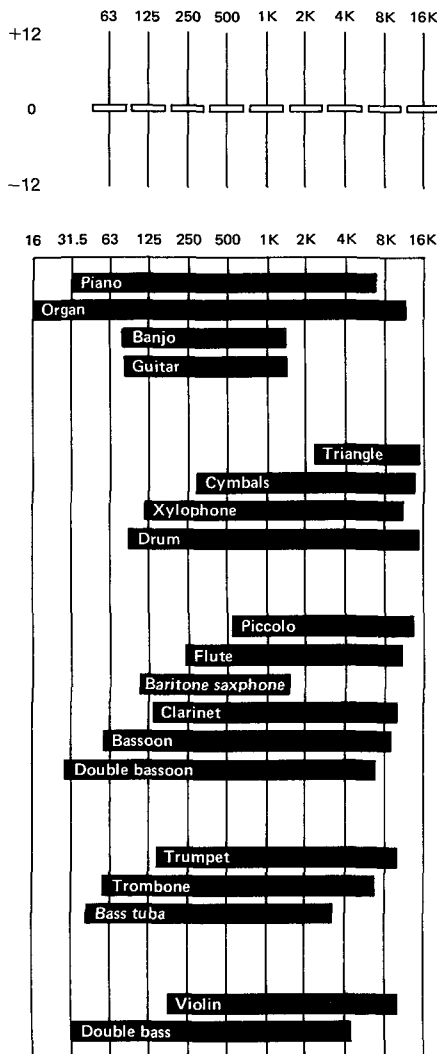 63 125 250 500 1K 2K 4K 8K 16K
+12
0
−12
16 31.5 63 125 250 500 1K 2K 4K 8K 16K
Piano
Organ
Banjo
Guitar
Triangle
Cymbals
Xylophone
Drum
Piccolo
Flute
Baritone saxphone
Clarinet
Bassoon
Double bassoon
Trumpet
Trombone
Bass tuba
Violin
Double bass